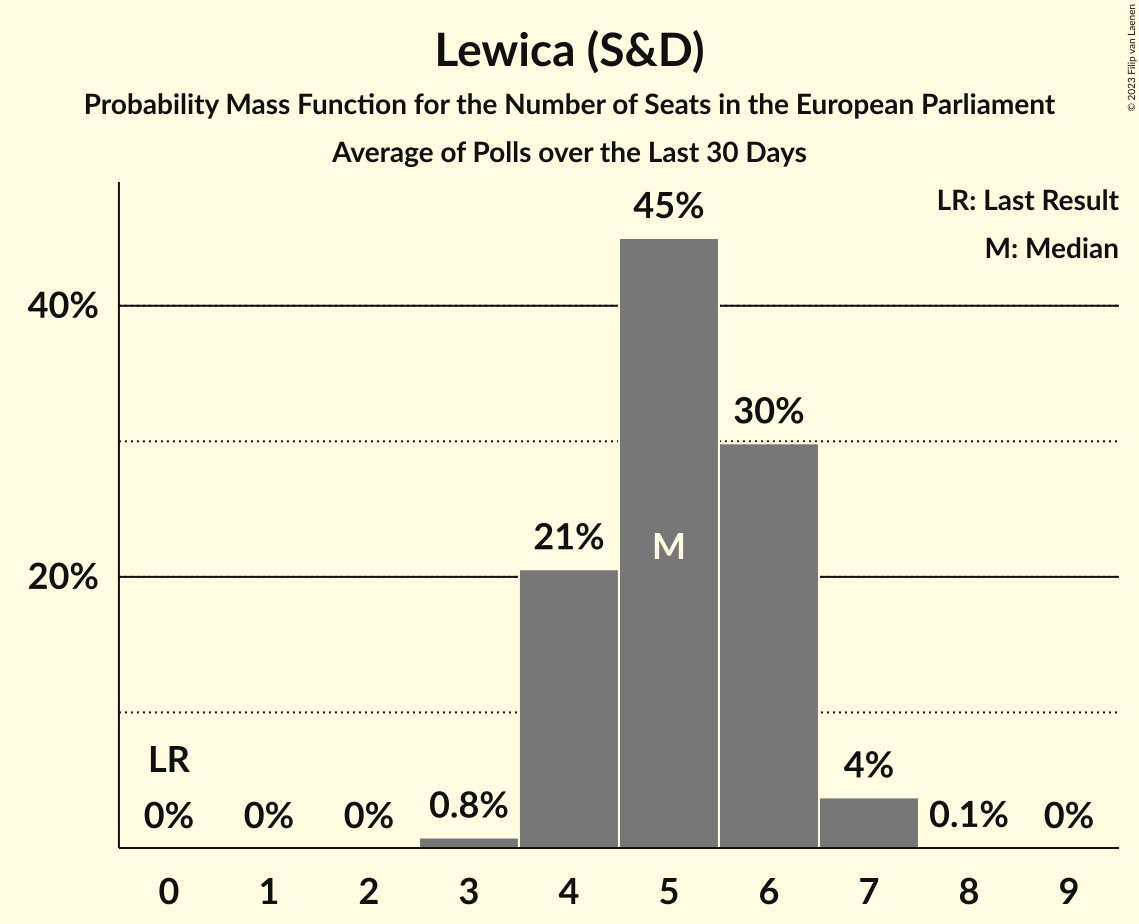 Lewica (S&D)
Probability Mass Function for the Number of Seats in the European Parliament
Average of Polls over the Last 30 Days
© 2023 Filip van Laenen
LR: Last Result
M: Median
45%
40%
30%
21%
M
20%
LR
4%
0% 0% 0% 0.8% 0.1% 0%
0 1 2 3 4 5 6 7 8 9